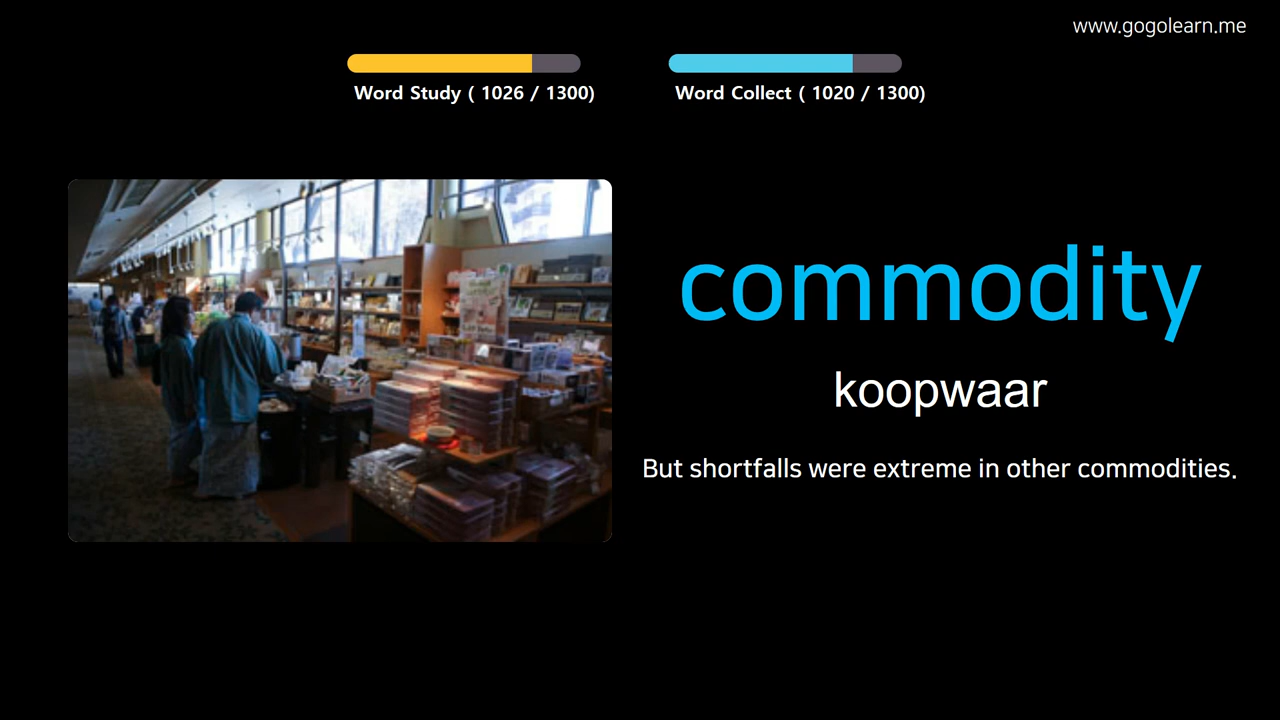 www.gogolearn.me
Word Study ( 1026 / 1300)
Word Collect ( 1020 / 1300)
commodity
koopwaar
But shortfalls were extreme in other commodities.